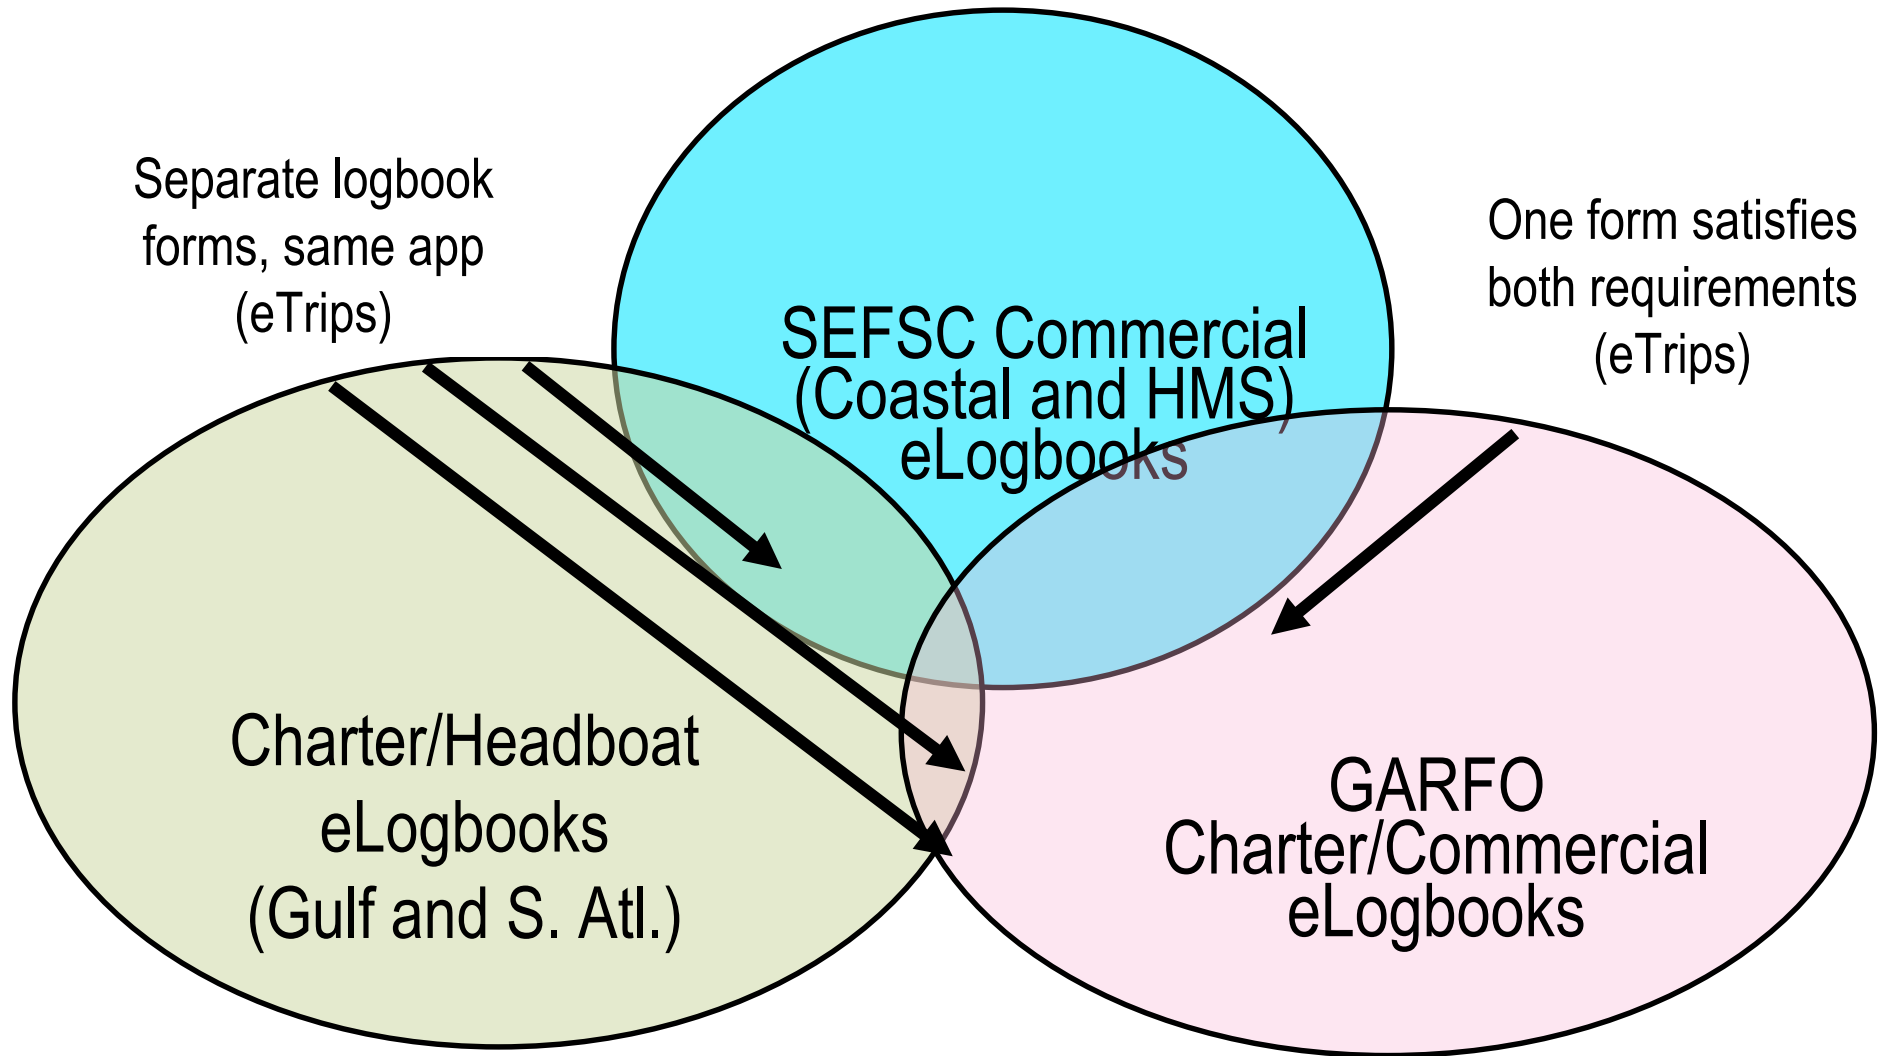 Separate logbook
forms, same app
(eTrips)
One form satisfies
both requirements
(eTrips)
SEFSC Commercial
(Coastal and HMS)
eLogbooks
Charter/Headboat
eLogbooks
(Gulf and S. Atl.)
GARFO
Charter/Commercial
eLogbooks